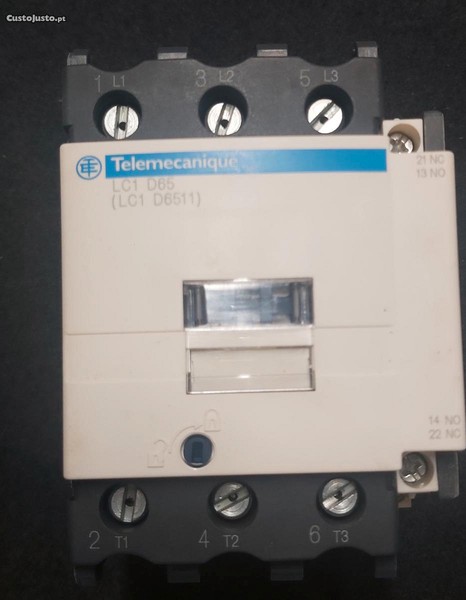 CustoJusto.pt
1 L1 3 L2 5 L3
21 NC
13 NO
Telemecanique
LC1 D65
(LC1 D6511)
14 NO
22 NC
2 T1 4 T2 6 T3